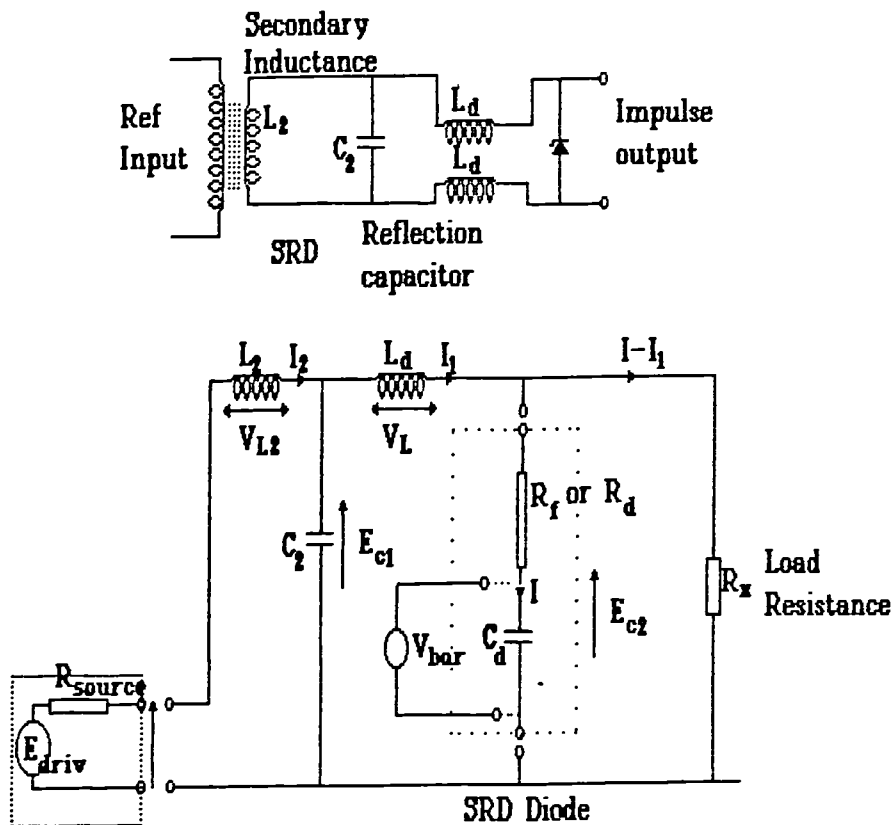 Secondary
Inductance
Ref
Input
L2
C2
Ld
Ld
Impulse
output
SRD
Reflection
capacitor
L2 I2 Ld I1 I-I1
VL2 VL
Rf or Rd
C2 Ec1
I
Vbar Cd Ec2
Rx Load
Resistance
Rsource
Edriv
SRD Diode